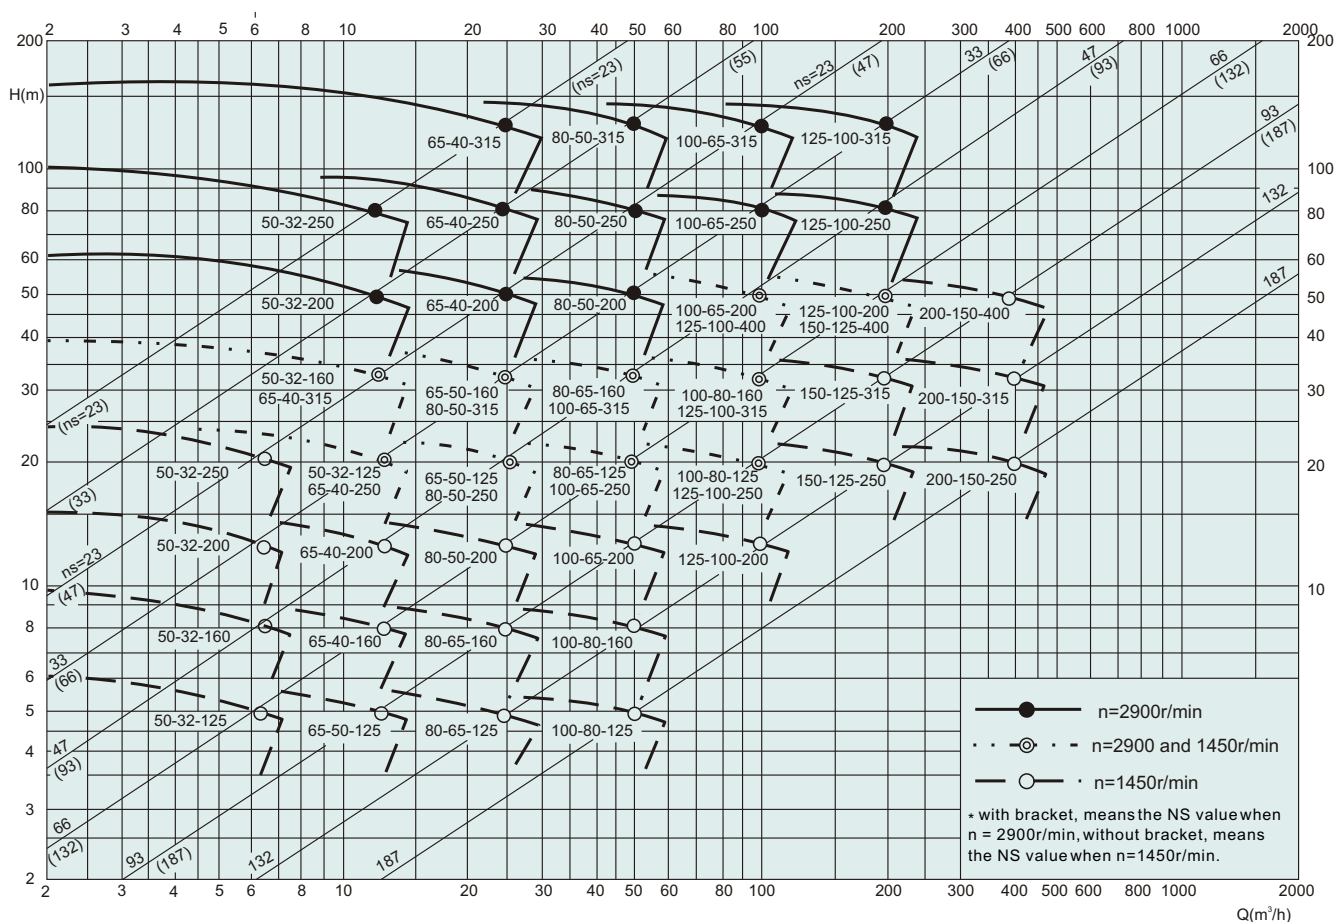 2 3 4 5 6 10 20 30 40 50 60 80 100 200 300 400 500 600 800 1000 2000
200 200
H(m)
(ns=23)
(55)
ns=23
(47)
33
(66)
47
(93)
66
(132)
93
(187)
132
187
65-40-315 80-50-315 100-65-315 125-100-315
100 100
80 80
50-32-250 65-40-250 80-50-250 100-65-250 125-100-250
60 60
50 50
50-32-200 65-40-200 80-50-200 100-65-200 125-100-200 200-150-400
125-100-400 150-125-400
40 40
50-32-160 65-50-160 80-65-160 100-80-160 150-125-315 200-150-315
65-40-315 80-50-315 100-65-315 125-100-315
30 30
(ns=23)
20 20
50-32-250 50-32-125 65-50-125 80-65-125 100-80-125 150-125-250 200-150-250
65-40-250 80-50-250 100-65-250 125-100-250
(33)
50-32-200 65-40-200 80-50-200 100-65-200 125-100-200
ns=23
(47)
10 10
8
50-32-160 65-40-160 80-65-160 100-80-160
33
(66)
6
5
50-32-125 65-50-125 80-65-125 100-80-125
47
(93)
4
3
66
(132)
93
(187)
132
187
2
n=2900r/min
n=2900 and 1450r/min
n=1450r/min
* with bracket, means the NS value when
n = 2900r/min, without bracket, means
the NS value when n=1450r/min.
2 3 4 5 6 8 10 20 30 40 50 60 80 100 200 300 400 500 600 800 1000 2000
Q(m³/h)